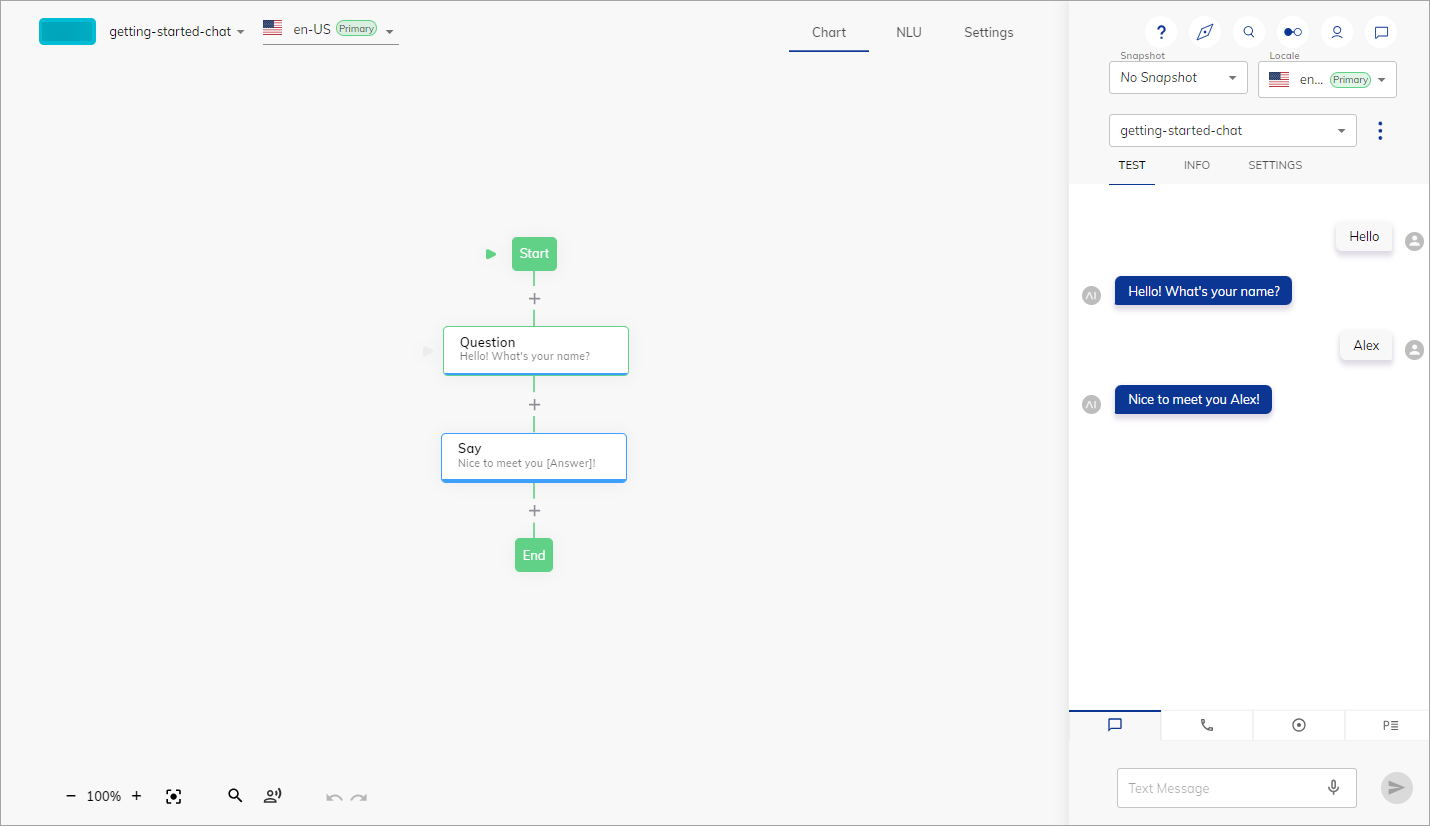 getting-started-chat
en-US Primary
Chart NLU Settings
?
Snapshot Locale
No Snapshot en... Primary
getting-started-chat
TEST INFO SETTINGS
Start
+
Question
Hello! What's your name?
+
Say
Nice to meet you [Answer]!
+
End
Hello
AI Hello! What's your name?
Alex
AI Nice to meet you Alex!
− 100% +
Text Message